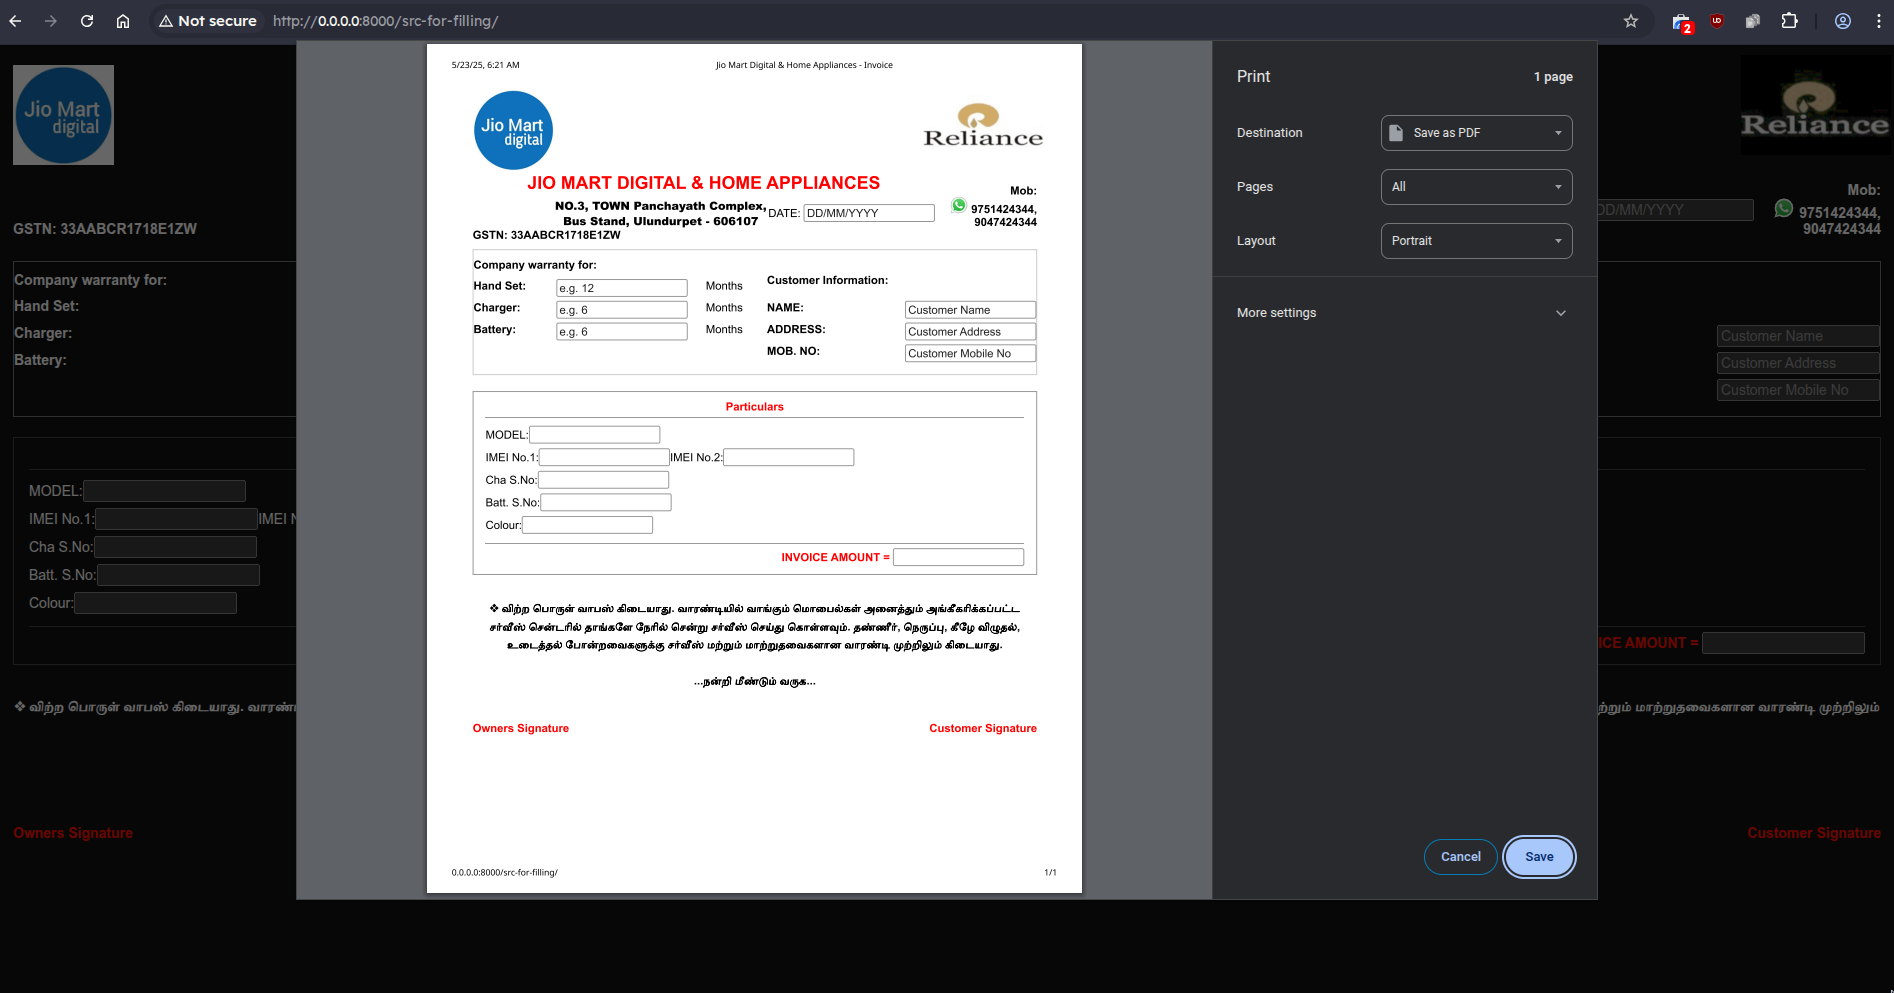 Not secure
http://0.0.0.0:8000/src-for-filling/
2
5/23/25, 6:21 AM
Jio Mart Digital & Home Appliances - Invoice
Jio Mart
digital
Reliance
JIO MART DIGITAL & HOME APPLIANCES
NO.3, TOWN Panchayath Complex,
Bus Stand, Ulundurpet - 606107
DATE: DD/MM/YYYY
Mob:
9751424344,
9047424344
GSTN: 33AABCR1718E1ZW
Company warranty for:
Hand Set: e.g. 12 Months
Charger: e.g. 6 Months
Battery: e.g. 6 Months
Customer Information:
NAME: Customer Name
ADDRESS: Customer Address
MOB. NO: Customer Mobile No
Particulars
MODEL:
IMEI No.1: IMEI No.2:
Cha S.No:
Batt. S.No:
Colour:
INVOICE AMOUNT =
❖ விற்ற பொருள் வாபஸ் கிடையாது. வாரண்டியில் வாங்கும் மொபைல்கள் அனைத்தும் அங்கீகரிக்கப்பட்ட
சர்வீஸ் சென்டரில் தாங்களே நேரில் சென்று சர்வீஸ் செய்து கொள்ளவும். தண்ணீர், நெருப்பு, கீழே விழுதல்,
உடைத்தல் போன்றவைகளுக்கு சர்வீஸ் மற்றும் மாற்றுதவைகளான வாரண்டி முற்றிலும் கிடையாது.
...நன்றி மீண்டும் வருக...
Owners Signature
Customer Signature
0.0.0.0:8000/src-for-filling/
1/1
Print
1 page
Destination
Save as PDF
Pages
All
Layout
Portrait
More settings
Cancel
Save
Jio Mart
digital
GSTN: 33AABCR1718E1ZW
Company warranty for:
Hand Set:
Charger:
Battery:
MODEL:
IMEI No.1:
IMEI N
Cha S.No:
Batt. S.No:
Colour:
❖ விற்ற பொருள் வாபஸ் கிடையாது. வாரண்
Owners Signature
Reliance
Mob:
DD/MM/YYYY
9751424344,
9047424344
Customer Name
Customer Address
Customer Mobile No
ICE AMOUNT =
ற்றும் மாற்றுதவைகளான வாரண்டி முற்றிலும்
Customer Signature